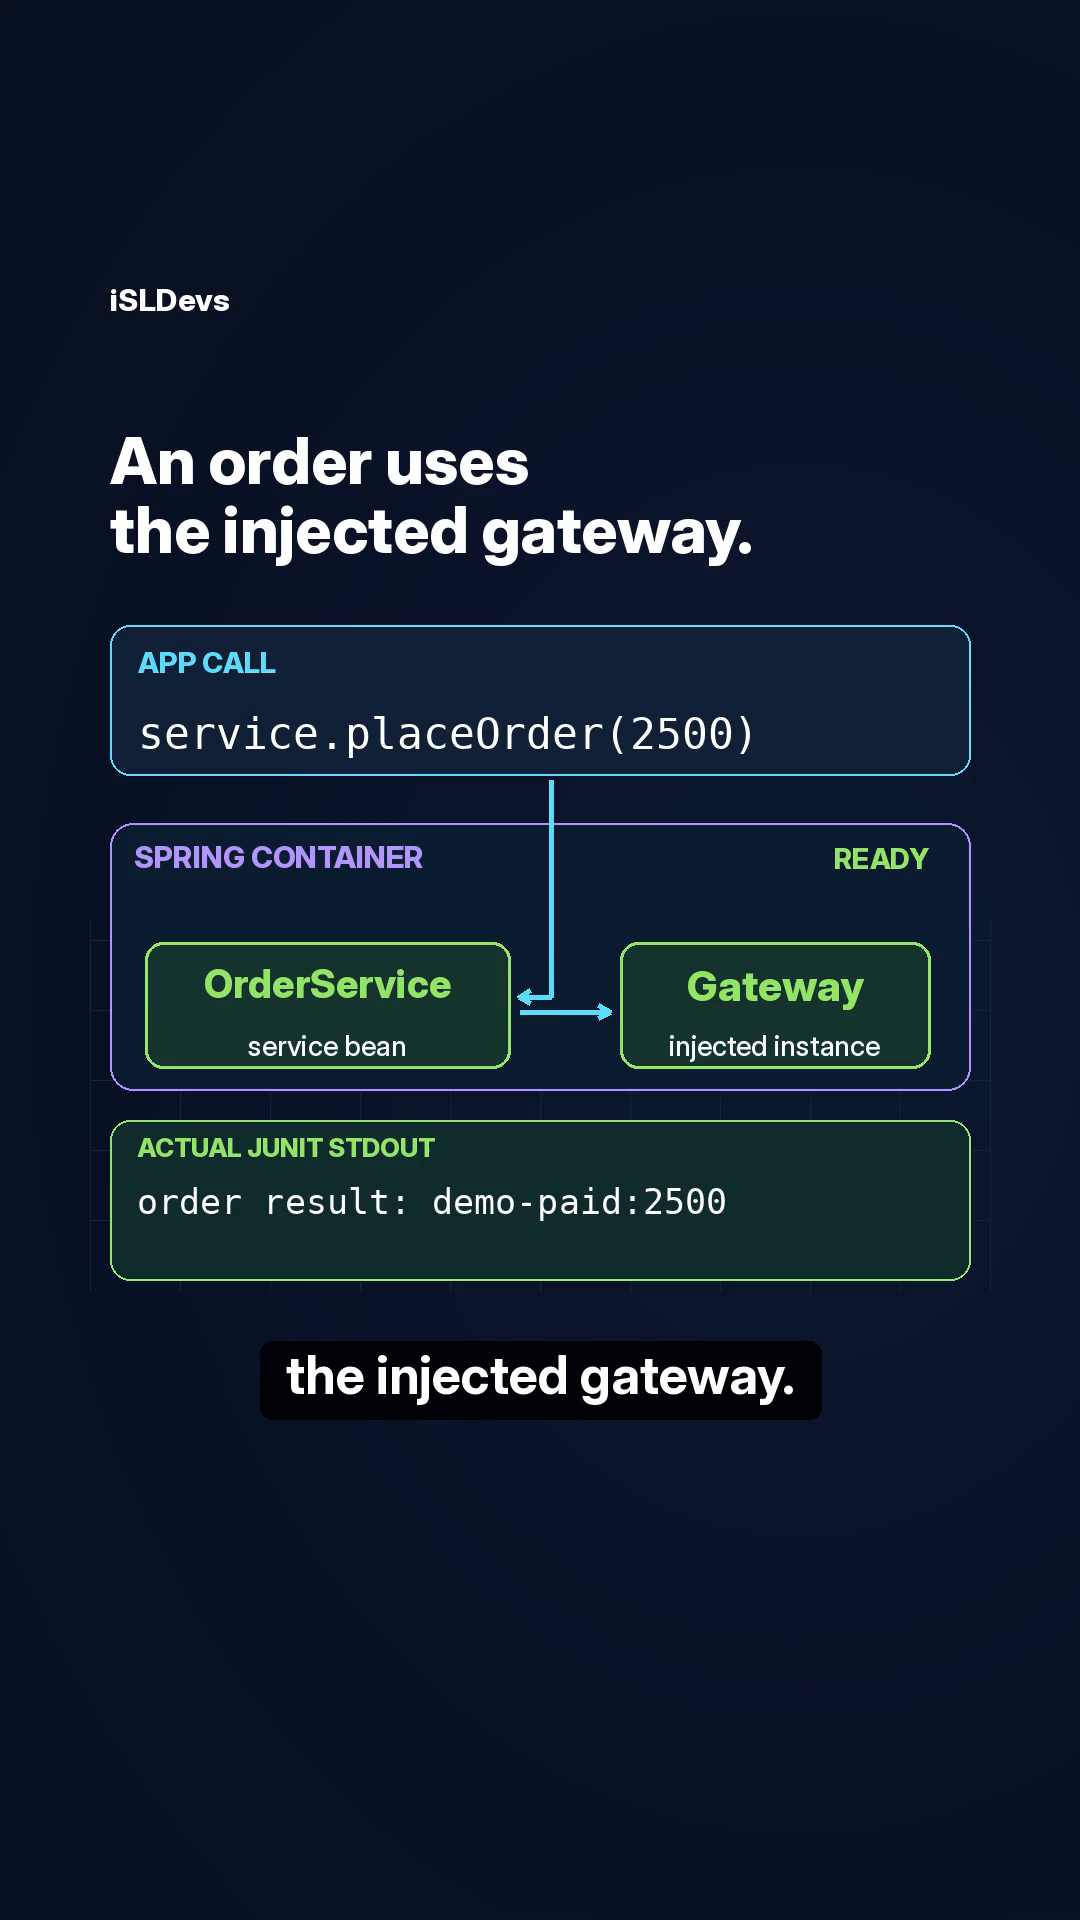 iSLDevs
An order uses
the injected gateway.
APP CALL
service.placeOrder(2500)
SPRING CONTAINER
READY
OrderService
service bean
Gateway
injected instance
ACTUAL JUNIT STDOUT
order result: demo-paid:2500
the injected gateway.